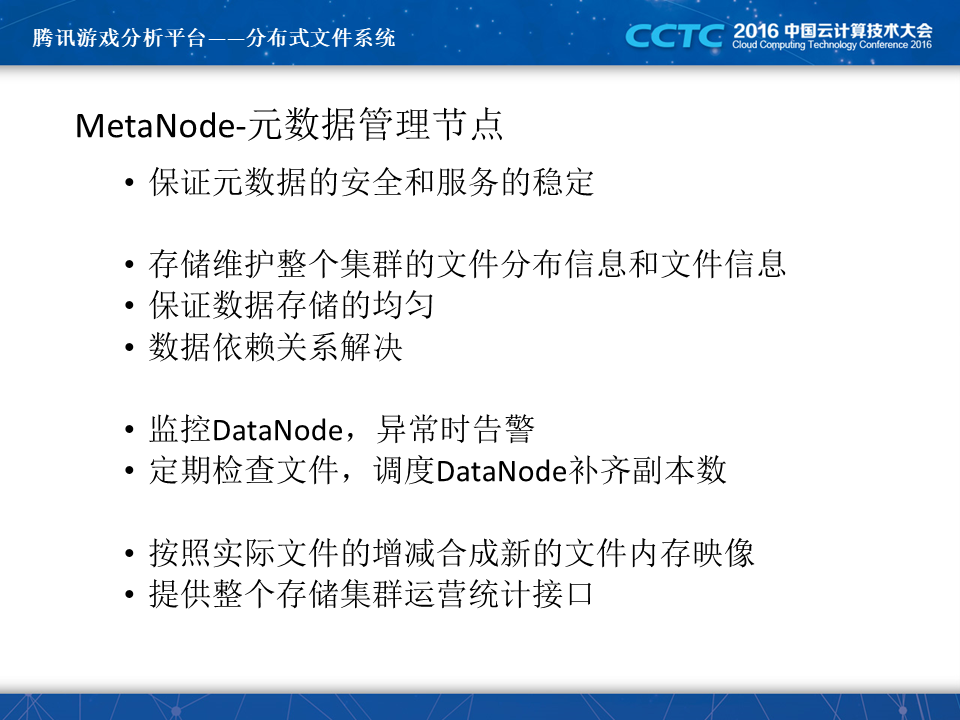 腾讯游戏分析平台——分布式文件系统
CCTC 2016 中国云计算技术大会
Cloud Computing Technology Conference 2016
MetaNode-元数据管理节点
• 保证元数据的安全和服务的稳定
• 存储维护整个集群的文件分布信息和文件信息
• 保证数据存储的均匀
• 数据依赖关系解决
• 监控DataNode，异常时告警
• 定期检查文件，调度DataNode补齐副本数
• 按照实际文件的增减合成新的文件内存映像
• 提供整个存储集群运营统计接口